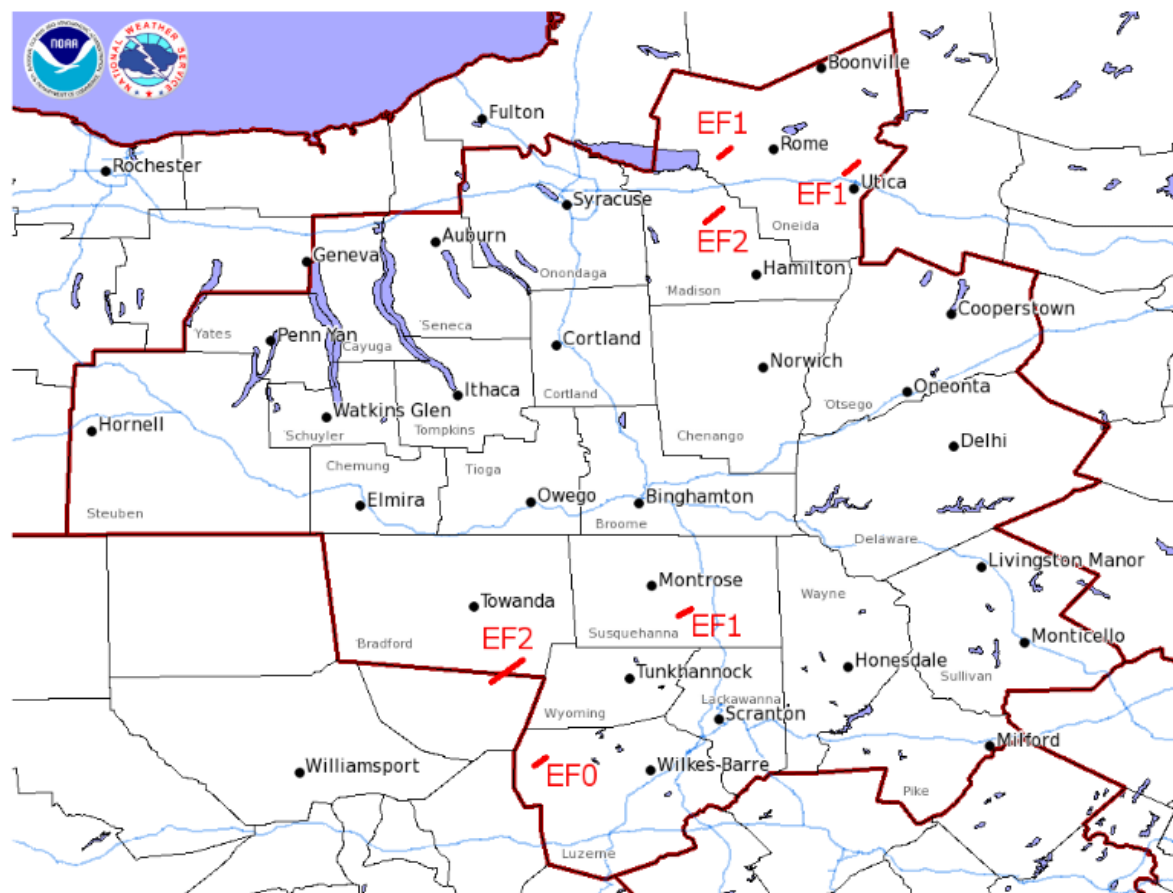 NOAA
NATIONAL WEATHER SERVICE
Boonville
Fulton
EF1
Rome
Rochester
EF1
Utica
Syracuse
EF2
Oneida
Auburn
Geneva
Onondaga
Hamilton
Madison
Cooperstown
Seneca
Yates
Penn Yan
Cayuga
Cortland
Norwich
Ithaca
Cortland
Oneonta
Otsego
Watkins Glen
Hornell
Schuyler
Tompkins
Chenango
Delhi
Chemung
Tioga
Elmira
Owego
Binghamton
Steuben
Broome
Delaware
Livingston Manor
Montrose
Wayne
Towanda
EF1
Susquehanna
Bradford
EF2
Monticello
Honesdale
Tunkhannock
Sullivan
Lackawanna
Wyoming
Scranton
Milford
Williamsport
EF0
Wilkes-Barre
Pike
Luzerne